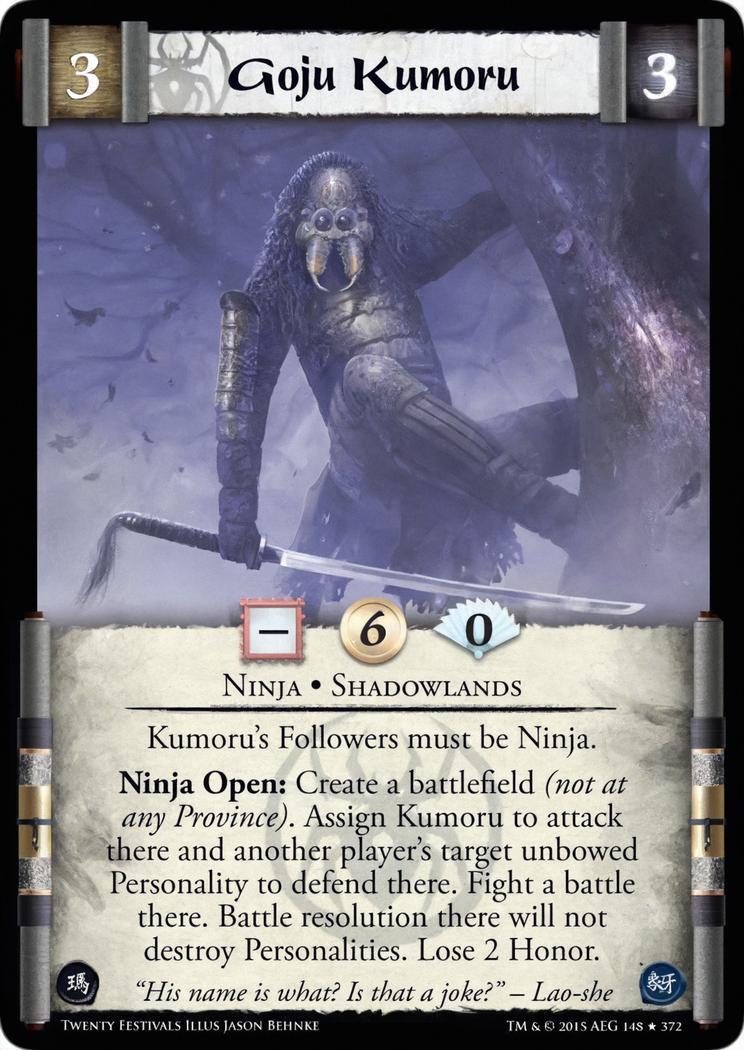 3 Goju Kumoru 3
– 6 0
Ninja • Shadowlands
Kumoru's Followers must be Ninja.
Ninja Open: Create a battlefield (not at
any Province). Assign Kumoru to attack
there and another player's target unbowed
Personality to defend there. Fight a battle
there. Battle resolution there will not
destroy Personalities. Lose 2 Honor.
"His name is what? Is that a joke?" – Lao-she
瑪 象牙
Twenty Festivals Illus Jason Behnke TM & © 2015 AEG 148 ★ 372